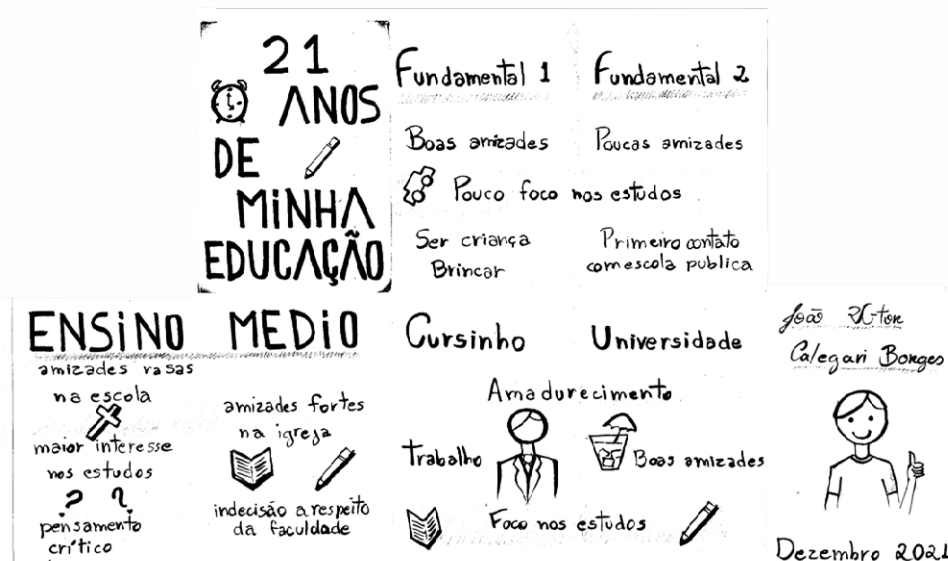 21
ANOS
DE
MiNHA
EDUCAÇÃO
Fundamental 1
Boas amizades
Fundamental 2
Poucas amizades
Pouco foco nos estudos
Ser criança
Brincar
Primeiro contato
com escola publica
ENSiNO MEDiO
amizades rasas
na escola
maior interesse
nos estudos
? ?
pensamento
crítico
amizades fortes
na igreja
indecisão a respeito
da faculdade
Cursinho
Universidade
Amadurecimento
Trabalho
Boas amizades
Foco nos estudos
João
Calegari Borges
Dezembro 2021